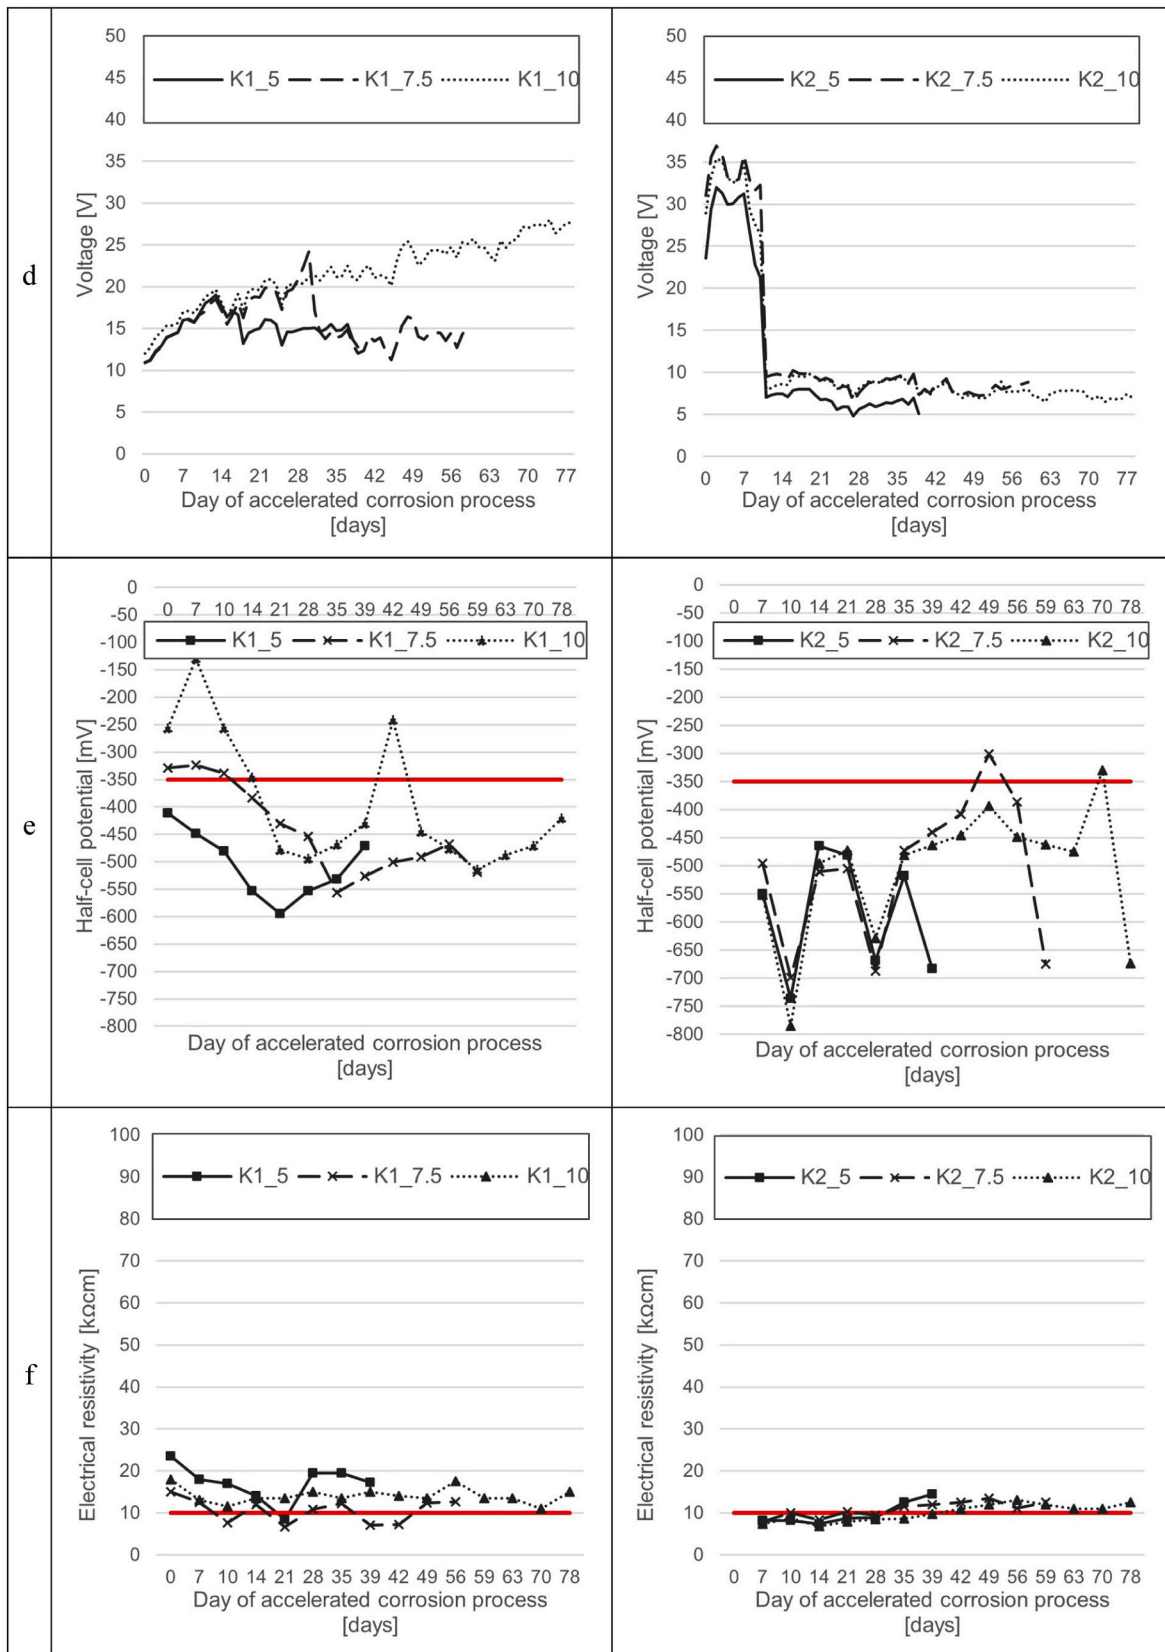 d
50
45
40
35
30
25
20
15
10
5
0
Voltage [V]
K1_5 K1_7.5 K1_10
0 7 14 21 28 35 42 49 56 63 70 77
Day of accelerated corrosion process
[days]
50
45
40
35
30
25
20
15
10
5
0
Voltage [V]
K2_5 K2_7.5 K2_10
0 7 14 21 28 35 42 49 56 63 70 77
Day of accelerated corrosion process
[days]
e
0
-50
-100
-150
-200
-250
-300
-350
-400
-450
-500
-550
-600
-650
-700
-750
-800
Half-cell potential [mV]
0 7 10 14 21 28 35 39 42 49 56 59 63 70 78
K1_5 K1_7.5 K1_10
Day of accelerated corrosion process
[days]
0
-50
-100
-150
-200
-250
-300
-350
-400
-450
-500
-550
-600
-650
-700
-750
-800
Half-cell potential [mV]
0 7 10 14 21 28 35 39 42 49 56 59 63 70 78
K2_5 K2_7.5 K2_10
Day of accelerated corrosion process
[days]
f
100
90
80
70
60
50
40
30
20
10
0
Electrical resistivity [kΩcm]
K1_5 K1_7.5 K1_10
0 7 10 14 21 28 35 39 42 49 56 59 63 70 78
Day of accelerated corrosion process
[days]
100
90
80
70
60
50
40
30
20
10
0
Electrical resistivity [kΩcm]
K2_5 K2_7.5 K2_10
0 7 10 14 21 28 35 39 42 49 56 59 63 70 78
Day of accelerated corrosion process
[days]